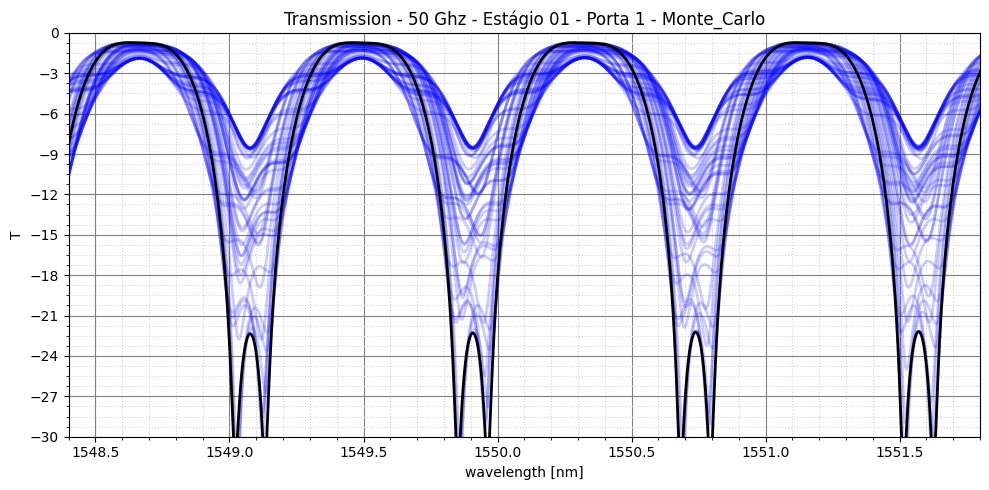 Transmission - 50 Ghz - Estágio 01 - Porta 1 - Monte_Carlo
0
−3
−6
−9
−12
−15
−18
−21
−24
−27
−30
T
1548.5 1549.0 1549.5 1550.0 1550.5 1551.0 1551.5
wavelength [nm]